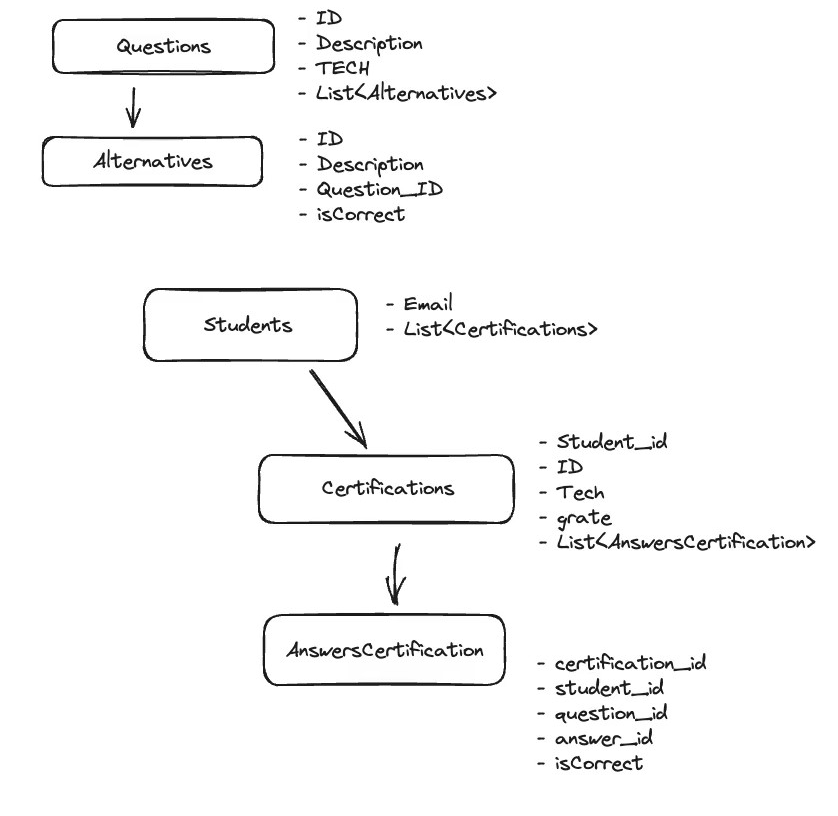 Questions
- ID
- Description
- TECH
- List<Alternatives>
Alternatives
- ID
- Description
- Question_ID
- isCorrect
Students
- Email
- List<Certifications>
Certifications
- Student_id
- ID
- Tech
- grate
- List<AnswersCertification>
AnswersCertification
- certification_id
- student_id
- question_id
- answer_id
- isCorrect